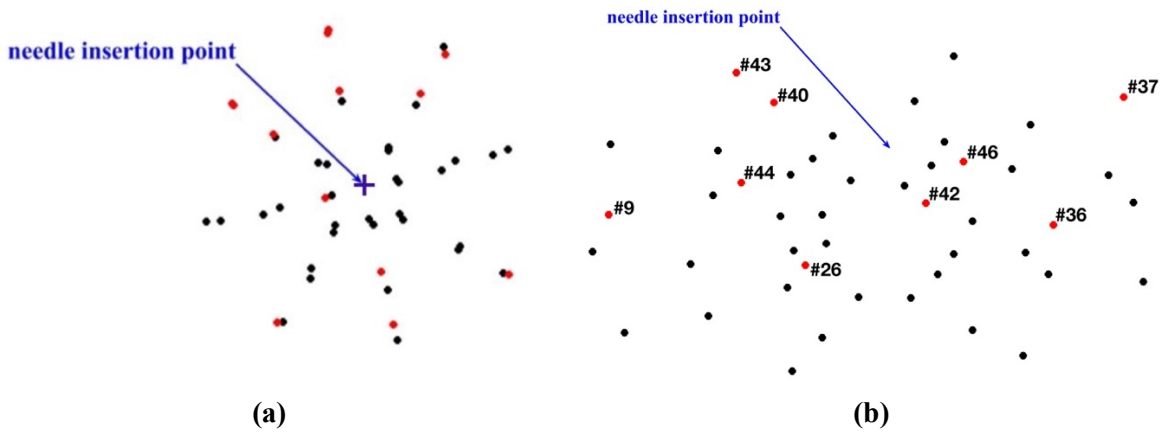 needle insertion point
needle insertion point
#43
#40
#37
#46
#44
#42
#9
#36
#26
(a)
(b)